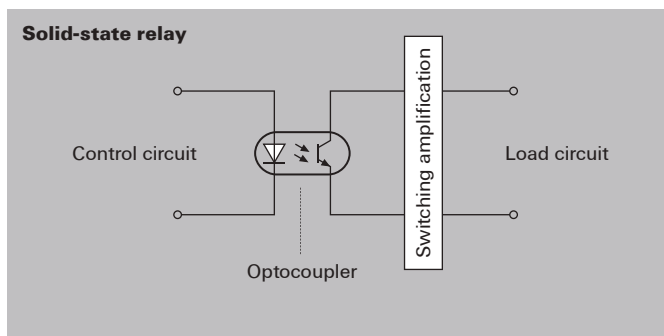 Solid-state relay
Control circuit
Optocoupler
Switching amplification
Load circuit